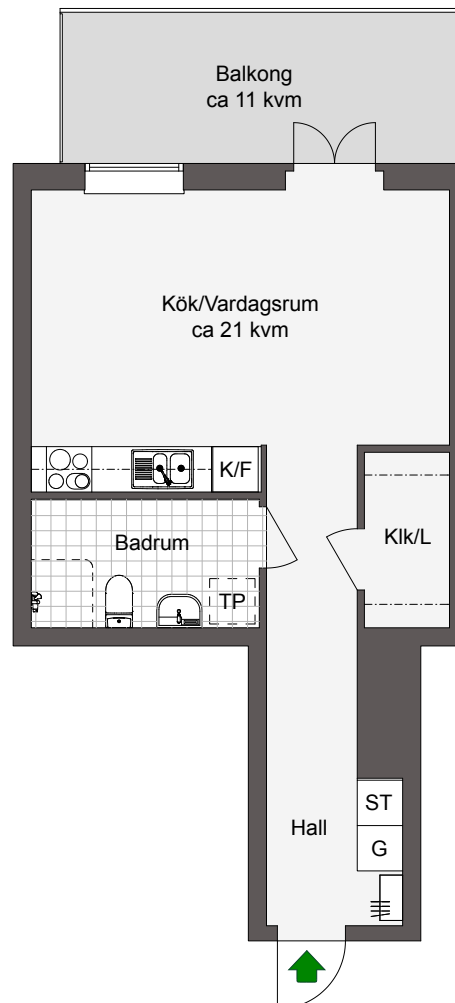 Balkong
ca 11 kvm
Kök/Vardagsrum
ca 21 kvm
K/F
Badrum
Klk/L
TP
ST
Hall
G